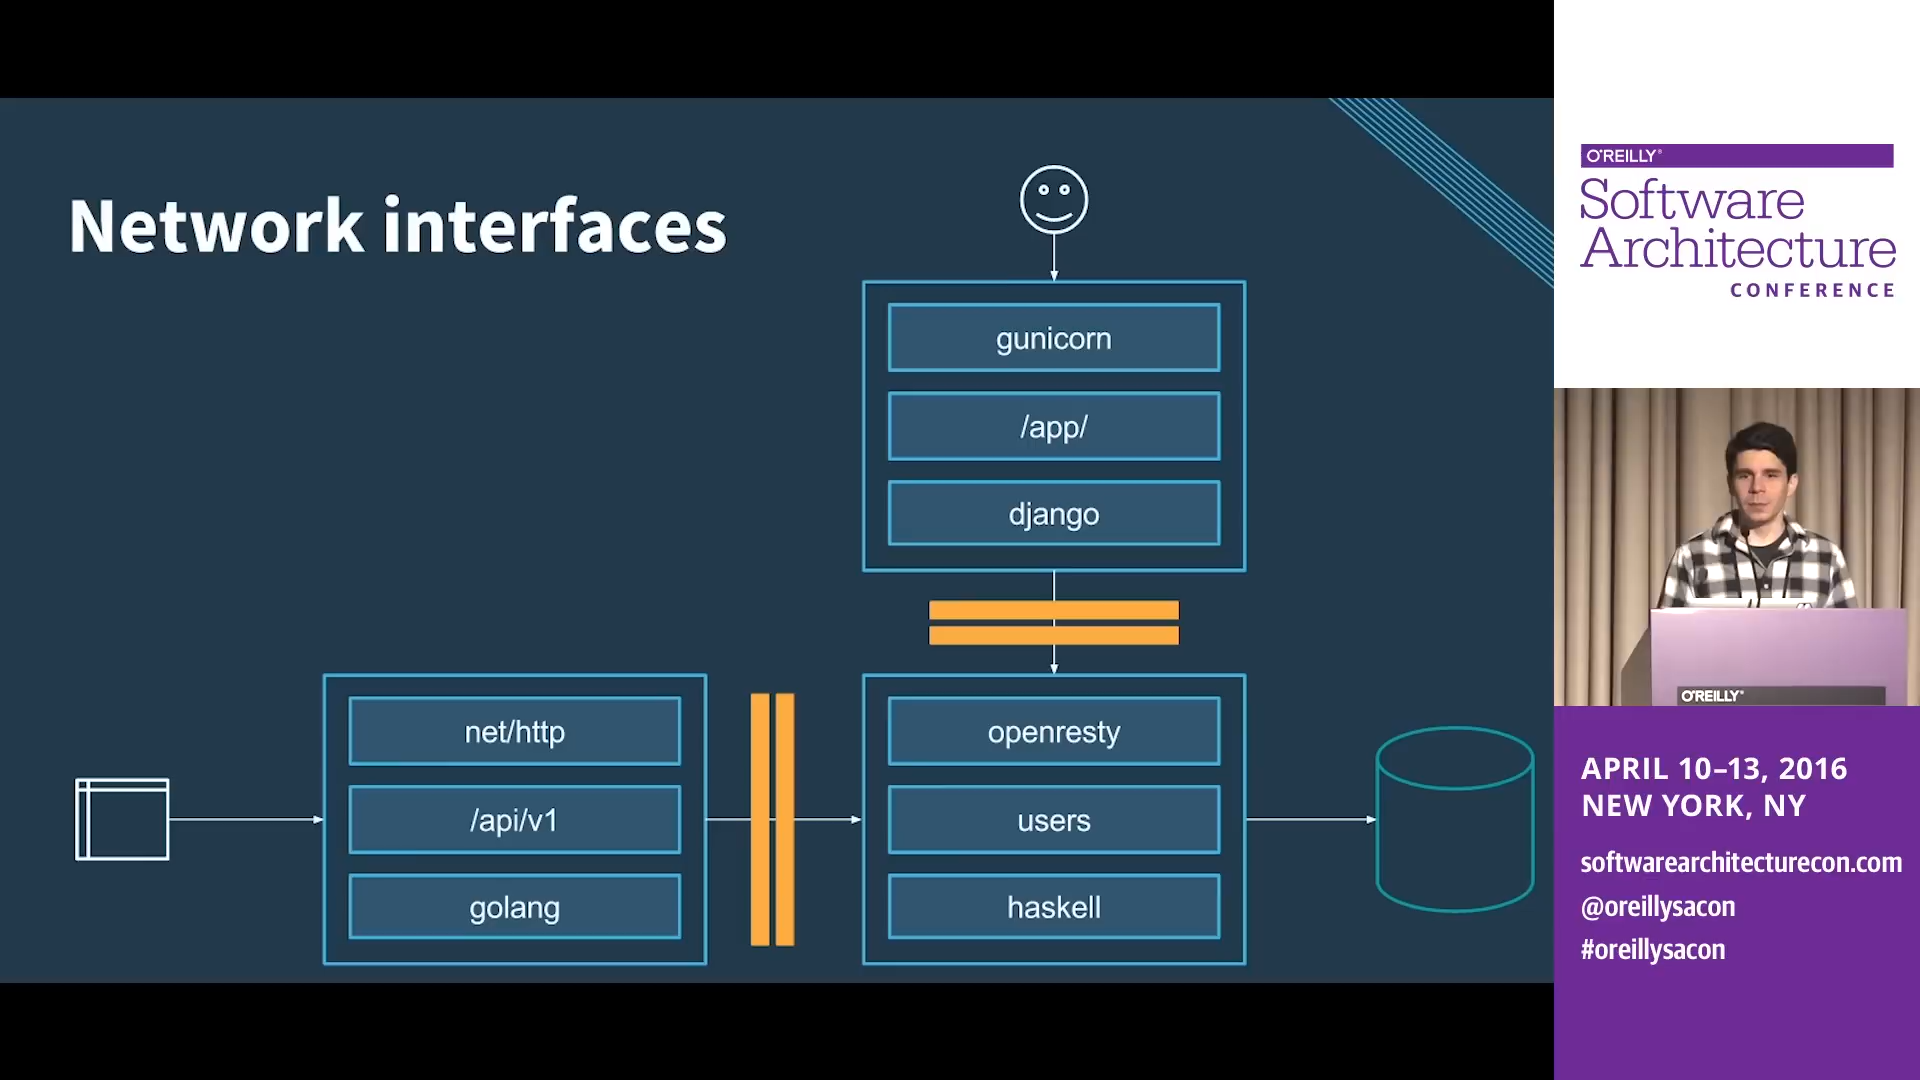 Network interfaces
gunicorn
/app/
django
net/http
/api/v1
golang
openresty
users
haskell
O'REILLY®
Software
Architecture
CONFERENCE
O'REILLY®
APRIL 10–13, 2016
NEW YORK, NY
softwarearchitecturecon.com
@oreillysacon
#oreillysacon